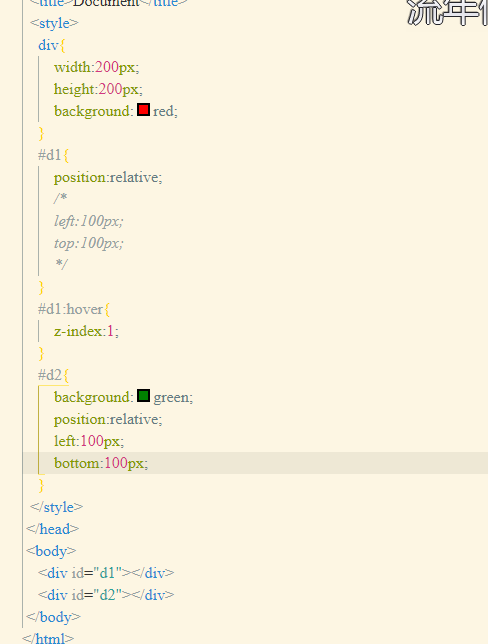 <title>Document</title>
流年
<style>
div{
width:200px;
height:200px;
background: red;
}
#d1{
position:relative;
/*
left:100px;
top:100px;
*/
}
#d1:hover{
z-index:1;
}
#d2{
background: green;
position:relative;
left:100px;
bottom:100px;
}
</style>
</head>
<body>
<div id="d1"></div>
<div id="d2"></div>
</body>
</html>